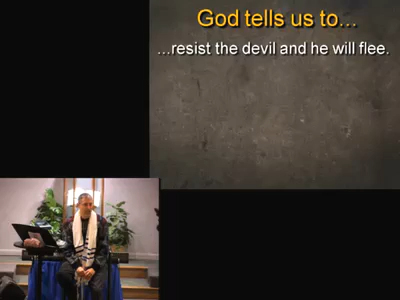 God tells us to...
...resist the devil and he will flee.